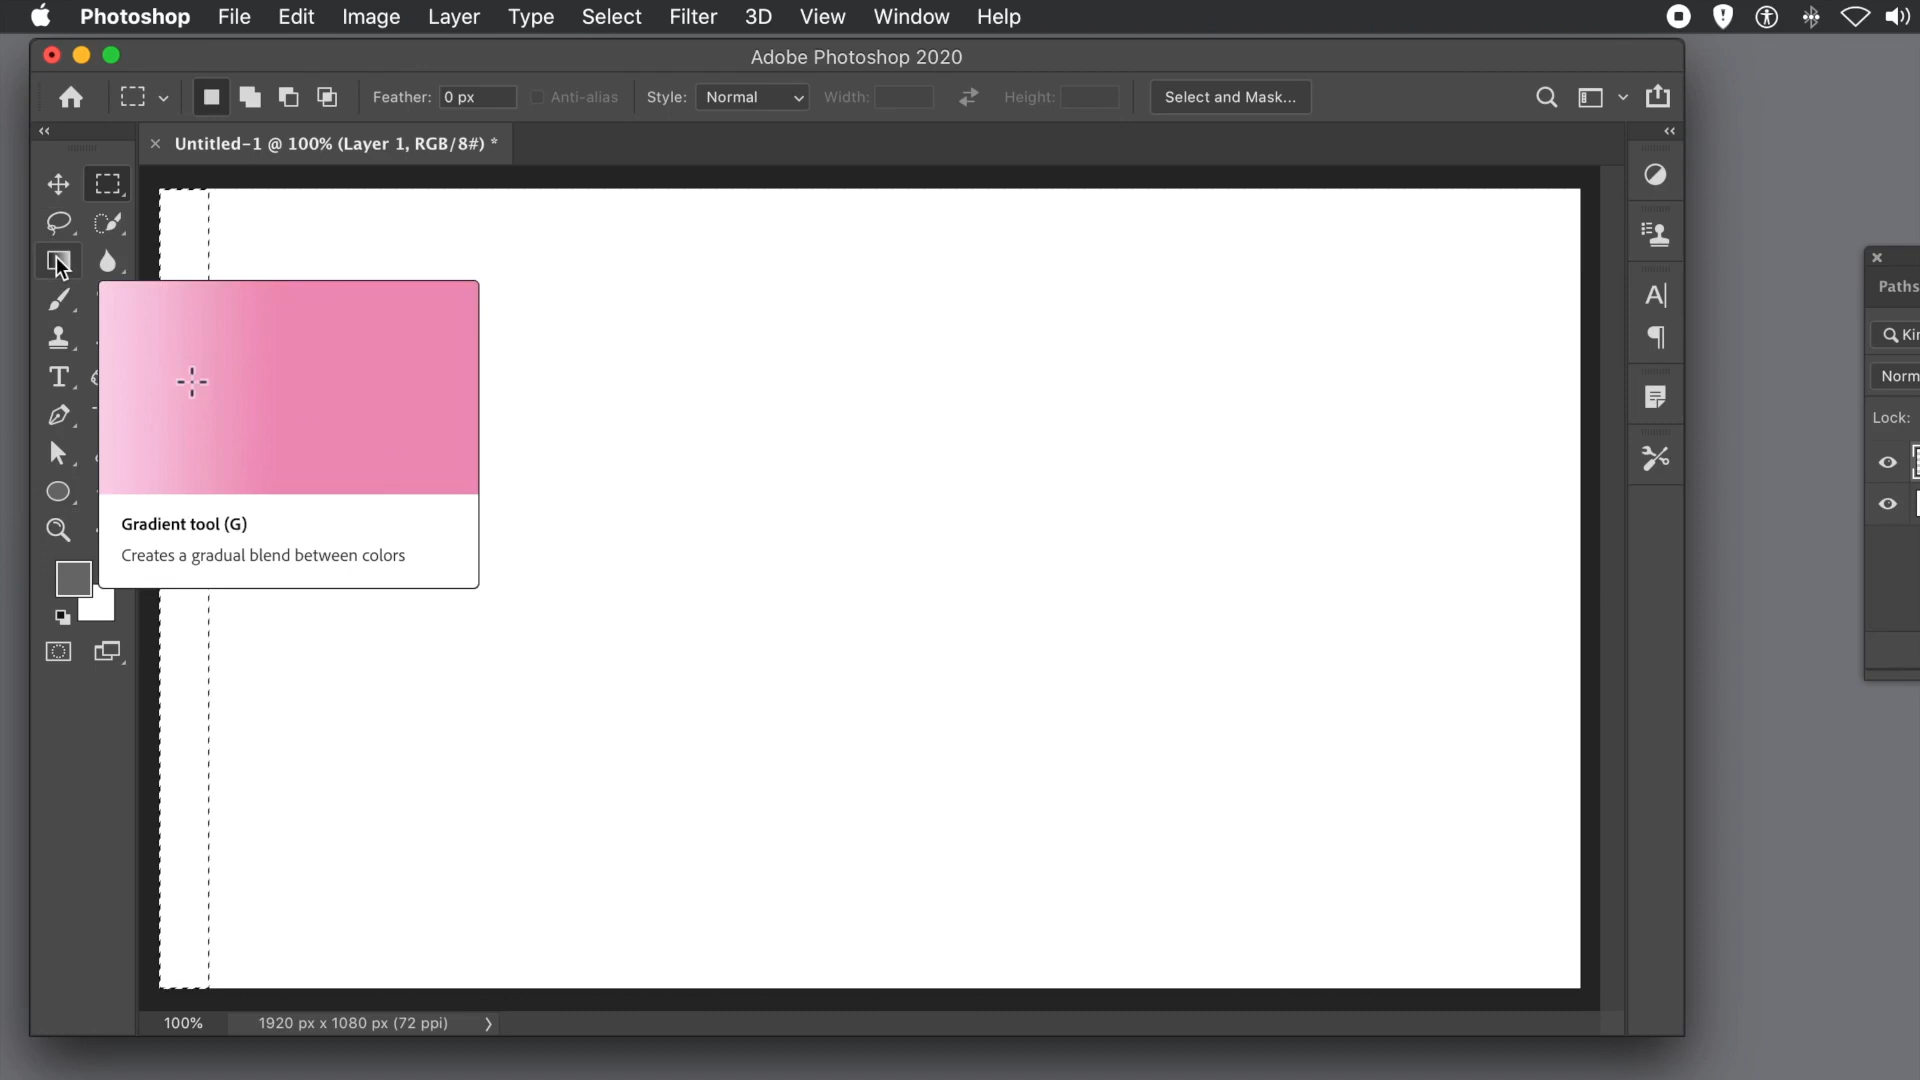 Photoshop File Edit Image Layer Type Select Filter 3D View Window Help
Adobe Photoshop 2020
Feather: 0 px Anti-alias Style: Normal Width: Height: Select and Mask...
Untitled-1 @ 100% (Layer 1, RGB/8#) *
Paths
Norm
Lock:
Gradient tool (G)
Creates a gradual blend between colors
100% 1920 px x 1080 px (72 ppi)